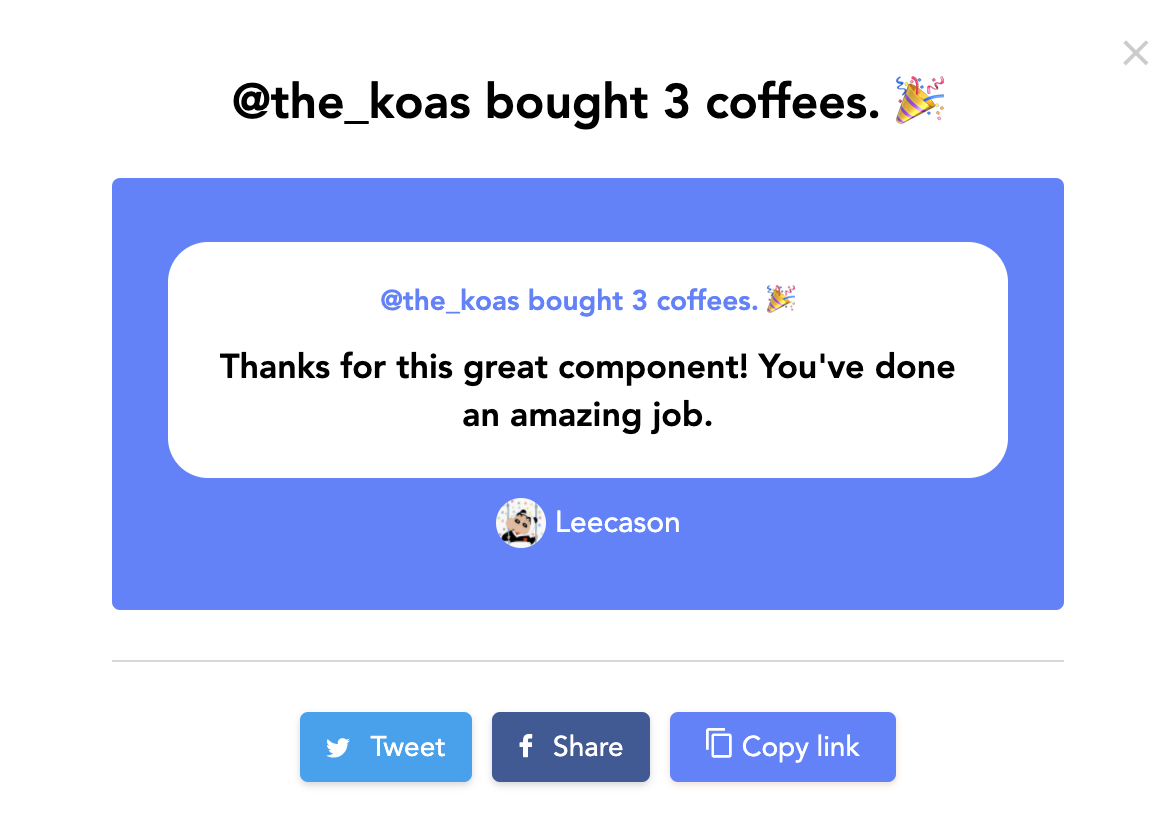 @the_koas bought 3 coffees. 🎉
@the_koas bought 3 coffees. 🎉
Thanks for this great component! You've done
an amazing job.
Leecason
Tweet
Share
Copy link